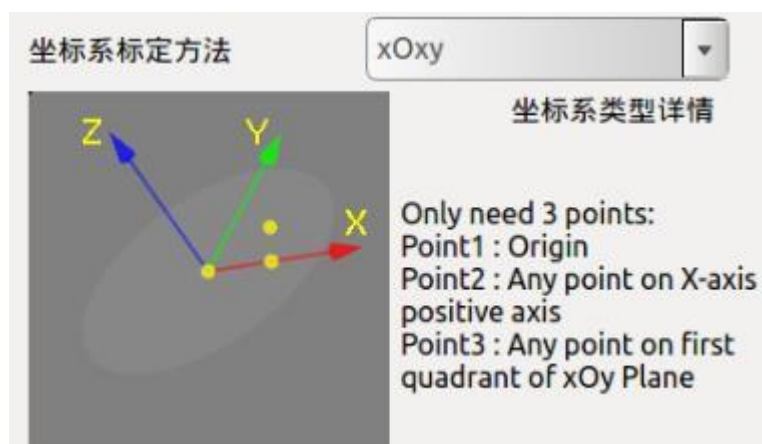 坐标系标定方法
xOxy
坐标系类型详情
Z
Y
X
Only need 3 points:
Point1 : Origin
Point2 : Any point on X-axis
positive axis
Point3 : Any point on first
quadrant of xOy Plane